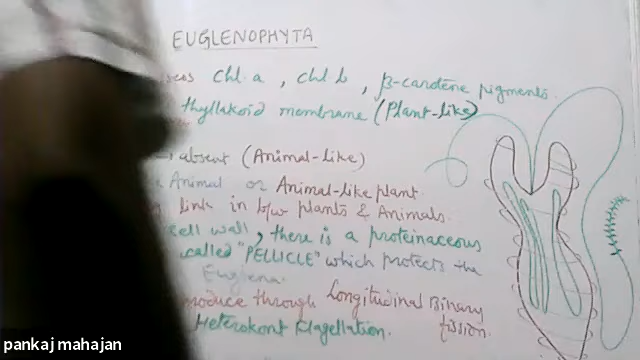 EUGLENOPHYTA
Chl.a, chl b, β-carotene pigments.
thyllakoid membrane (Plant-like)
absent (Animal-like)
Animal or Animal-like plant.
link in b/w plants & Animals.
cell wall, there is a proteinaceous
called "PELLICLE" which protects the
Euglena.
through Longitudinal Binary
fission.
Heterokont flagellation.
pankaj mahajan